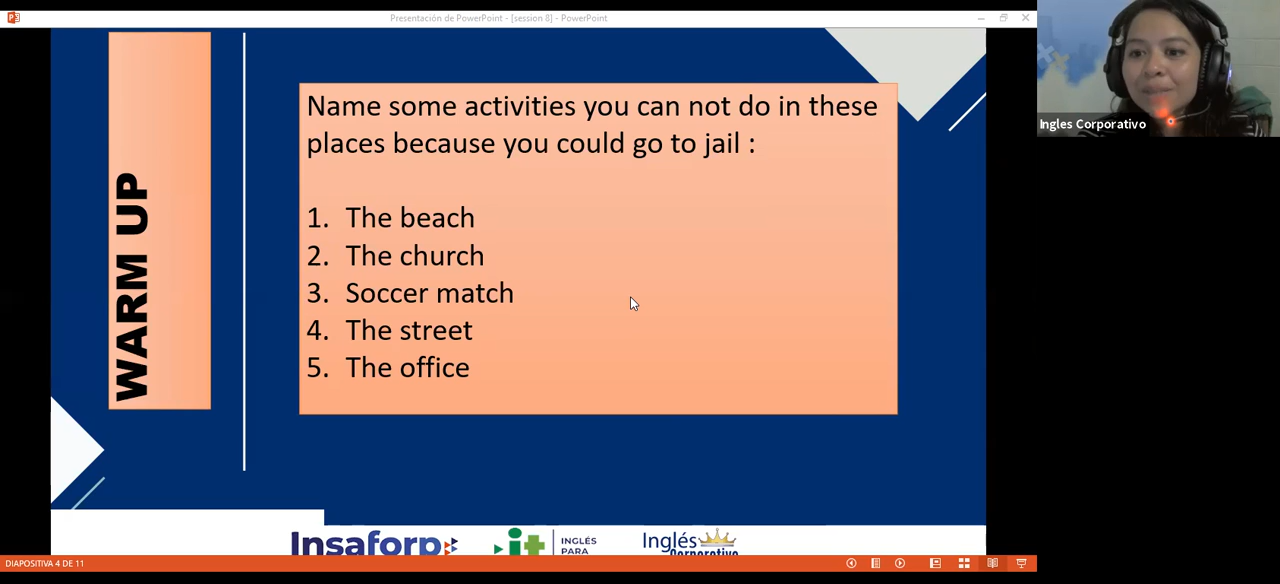 Presentación de PowerPoint - [session 8] - PowerPoint
WARM UP
Name some activities you can not do in these
places because you could go to jail :
1. The beach
2. The church
3. Soccer match
4. The street
5. The office
Ingles Corporativo
Insaforp
it
INGLÉS
PARA
Inglés
Corporativo
DIAPOSITIVA 4 DE 11